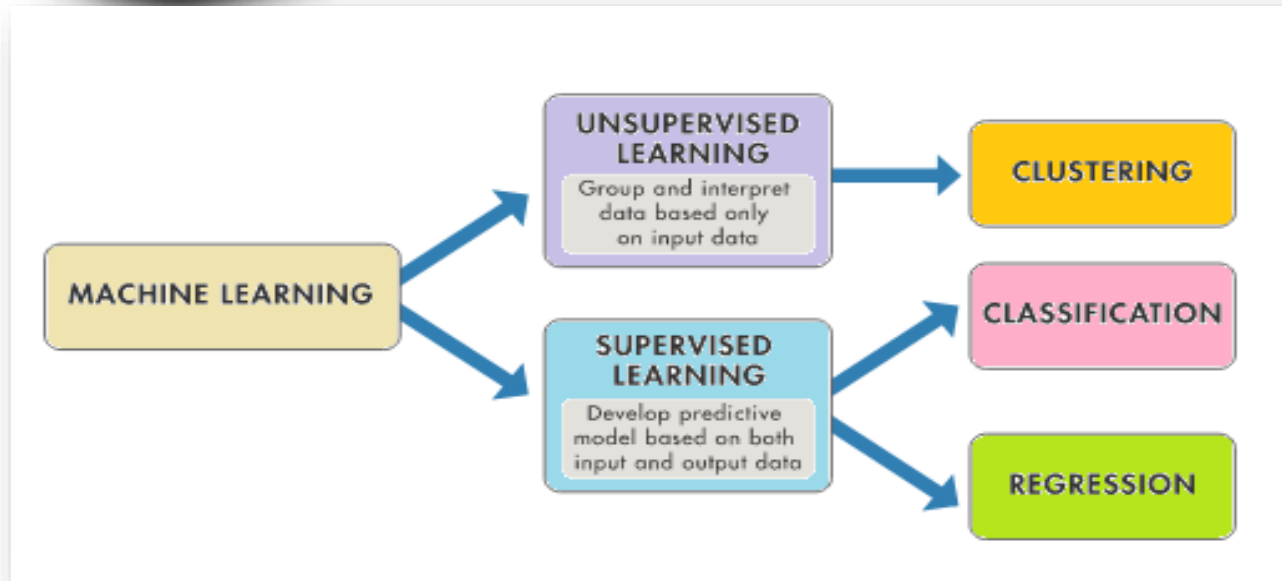 MACHINE LEARNING
UNSUPERVISED
LEARNING
Group and interpret
data based only
on input data
SUPERVISED
LEARNING
Develop predictive
model based on both
input and output data
CLUSTERING
CLASSIFICATION
REGRESSION